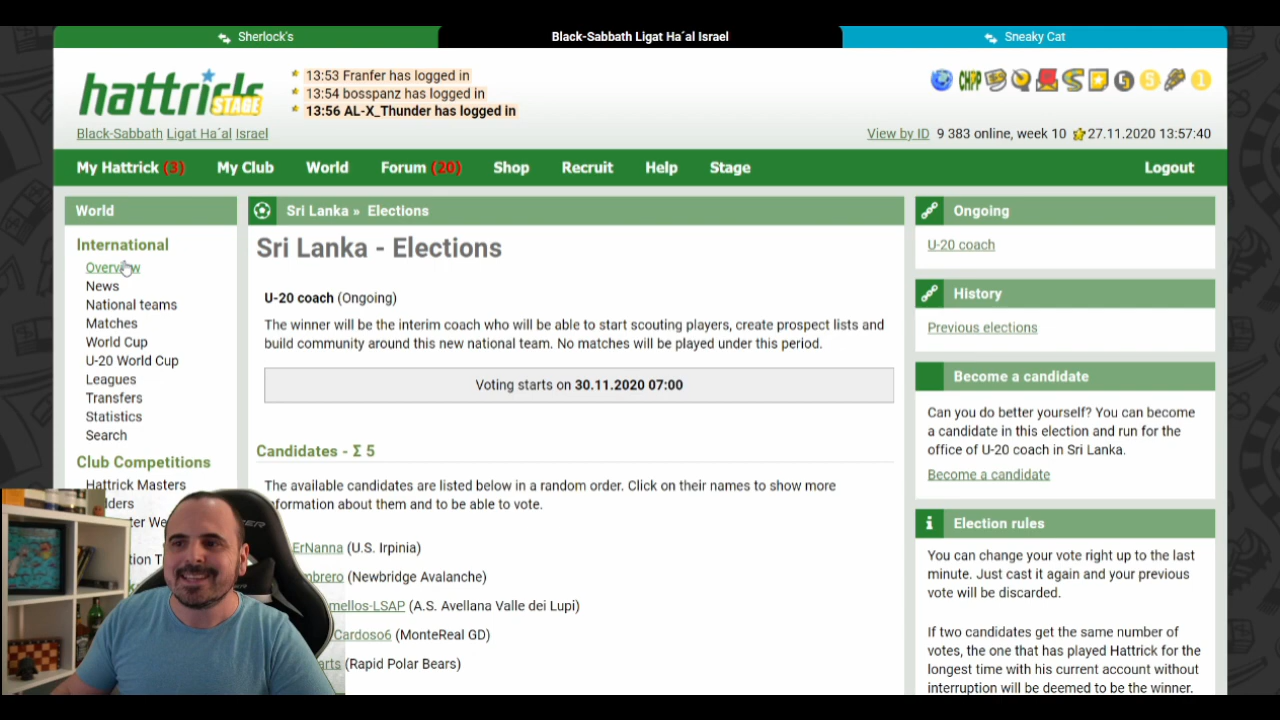 Sherlock's
Black-Sabbath Ligat Ha´al Israel
Sneaky Cat
hattrick
STAGE
13:53 Franfer has logged in
13:54 bosspanz has logged in
13:56 AL-X_Thunder has logged in
CHPP
Black-Sabbath Ligat Ha´al Israel
View by ID 9 383 online, week 10 27.11.2020 13:57:40
My Hattrick (3) My Club World Forum (20) Shop Recruit Help Stage Logout
World
International
Overview
News
National teams
Matches
World Cup
U-20 World Cup
Leagues
Transfers
Statistics
Search
Club Competitions
Hattrick Masters
Sri Lanka » Elections
Sri Lanka - Elections
U-20 coach (Ongoing)
The winner will be the interim coach who will be able to start scouting players, create prospect lists and
build community around this new national team. No matches will be played under this period.
Voting starts on 30.11.2020 07:00
Candidates - Σ 5
The available candidates are listed below in a random order. Click on their names to show more
information about them and to be able to vote.
ErNanna (U.S. Irpinia)
mbrero (Newbridge Avalanche)
mellos-LSAP (A.S. Avellana Valle dei Lupi)
Cardoso6 (MonteReal GD)
arts (Rapid Polar Bears)
Ongoing
U-20 coach
History
Previous elections
Become a candidate
Can you do better yourself? You can become
a candidate in this election and run for the
office of U-20 coach in Sri Lanka.
Become a candidate
Election rules
You can change your vote right up to the last
minute. Just cast it again and your previous
vote will be discarded.
If two candidates get the same number of
votes, the one that has played Hattrick for the
longest time with his current account without
interruption will be deemed to be the winner.